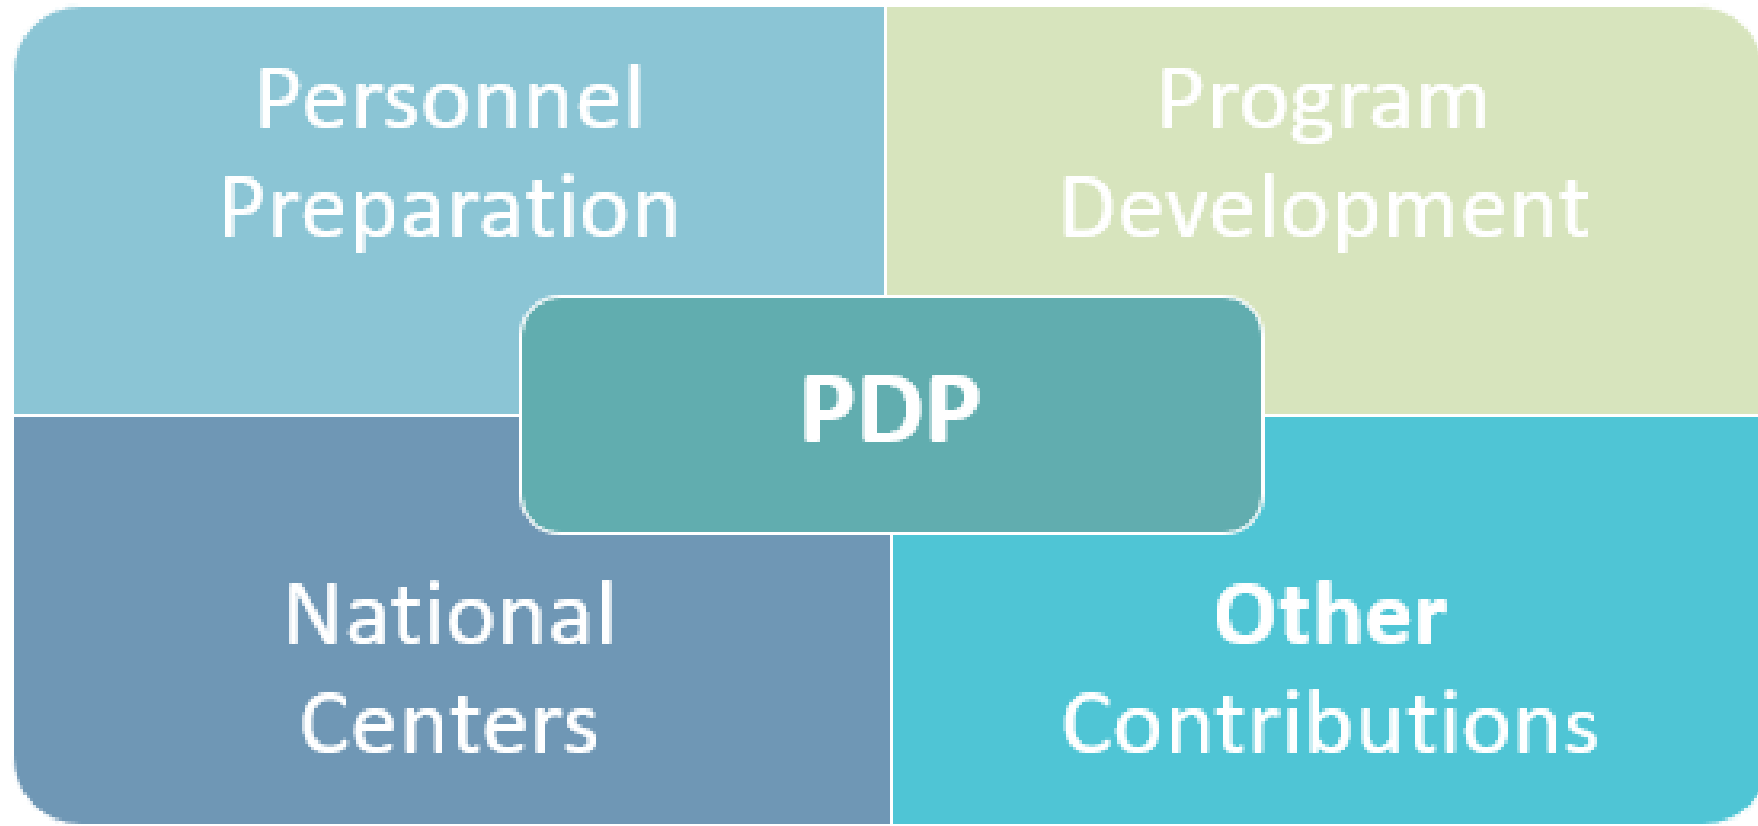 Personnel
Preparation
Program
Development
PDP
National
Centers
Other
Contributions